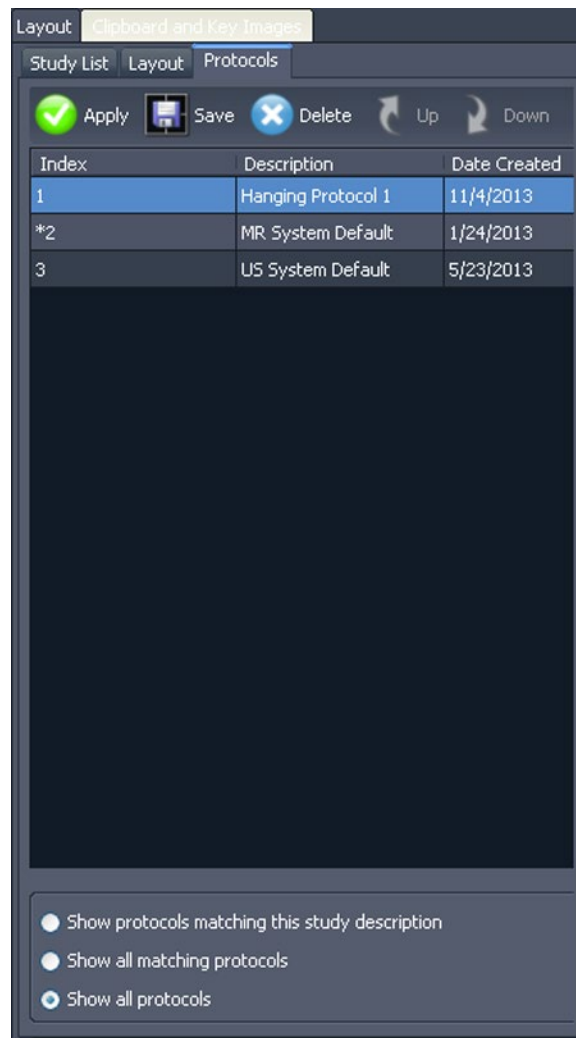 Layout Clipboard and Key Images
Study List Layout Protocols
Apply Save Delete Up Down
Index Description Date Created
1 Hanging Protocol 1 11/4/2013
*2 MR System Default 1/24/2013
3 US System Default 5/23/2013
Show protocols matching this study description
Show all matching protocols
Show all protocols